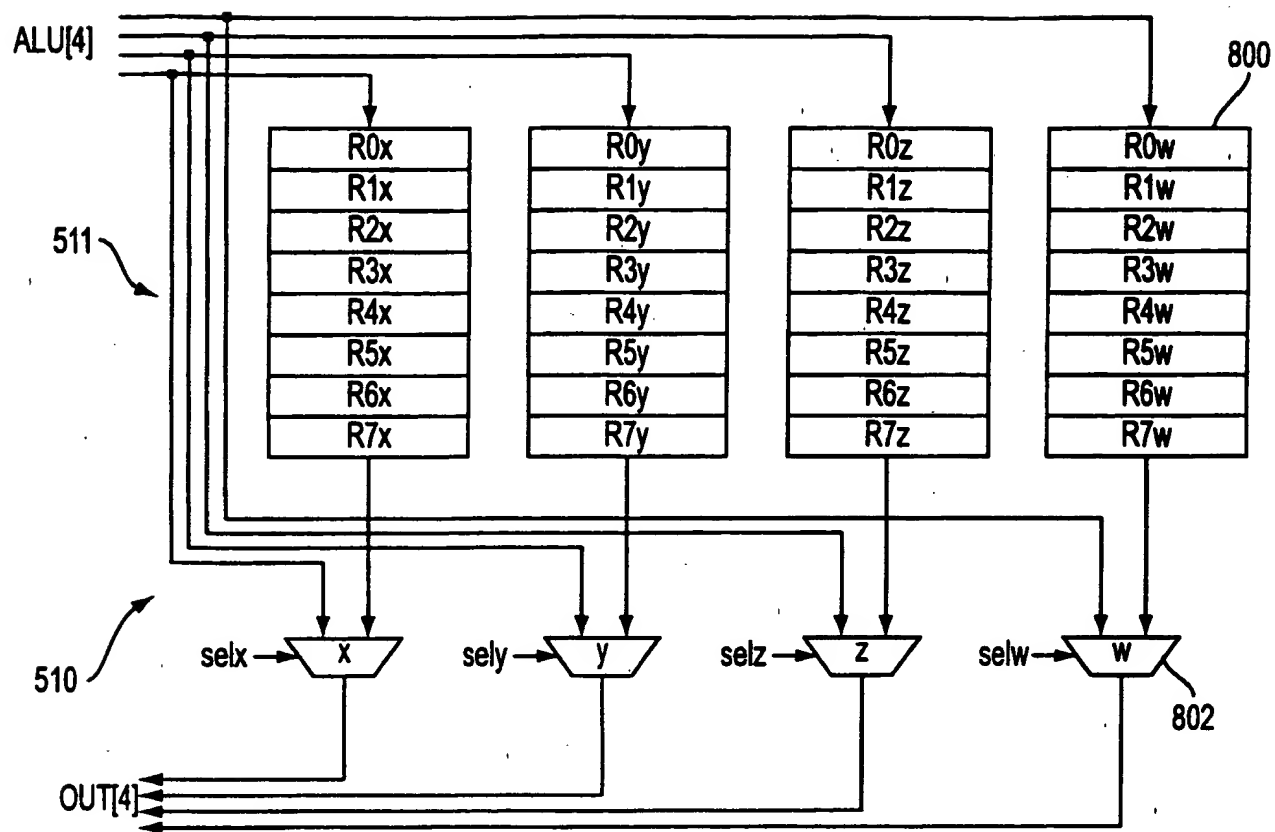 ALU[4]
800
R0x R0y R0z R0w
R1x R1y R1z R1w
R2x R2y R2z R2w
511
R3x R3y R3z R3w
R4x R4y R4z R4w
R5x R5y R5z R5w
R6x R6y R6z R6w
R7x R7y R7z R7w
selx x sely y selz z selw w
510
802
OUT[4]